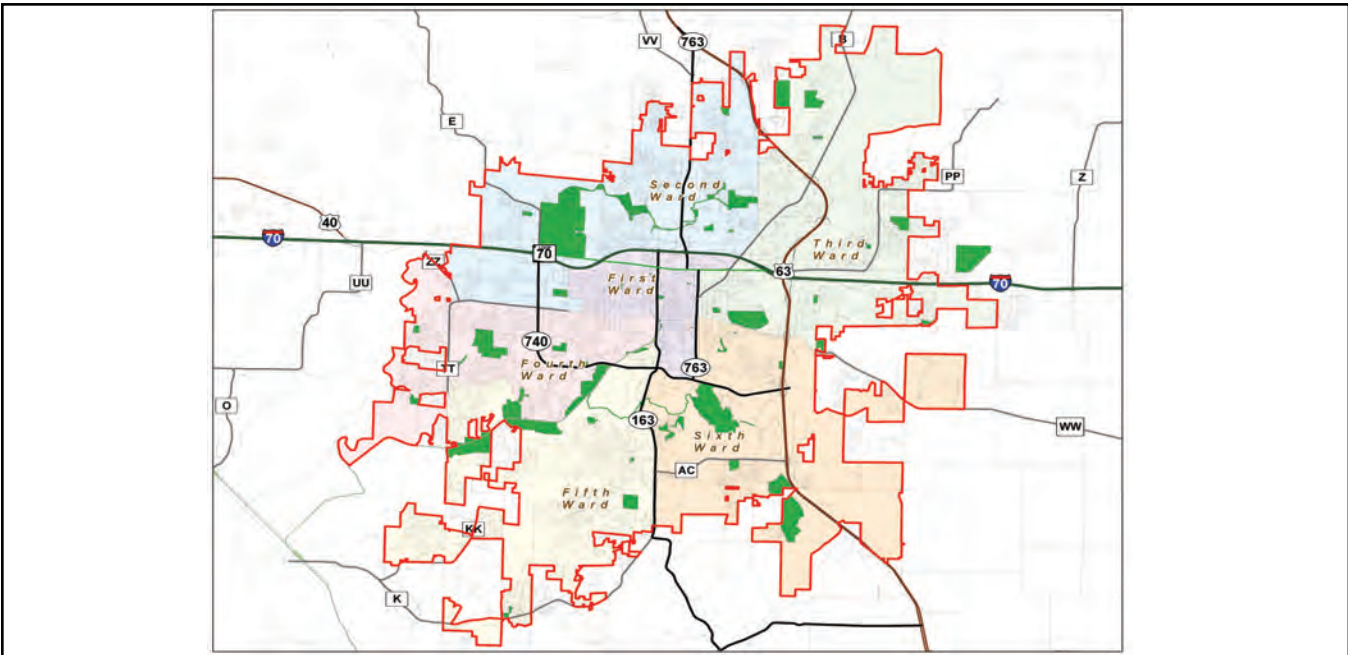 VV
763
B
E
PP
Z
Second
Ward
40
70
70
Third
Ward
ZZ
63
UU
First
Ward
70
740
TT
Fourth
Ward
763
O
163
WW
Sixth
Ward
AC
Fifth
Ward
KK
K